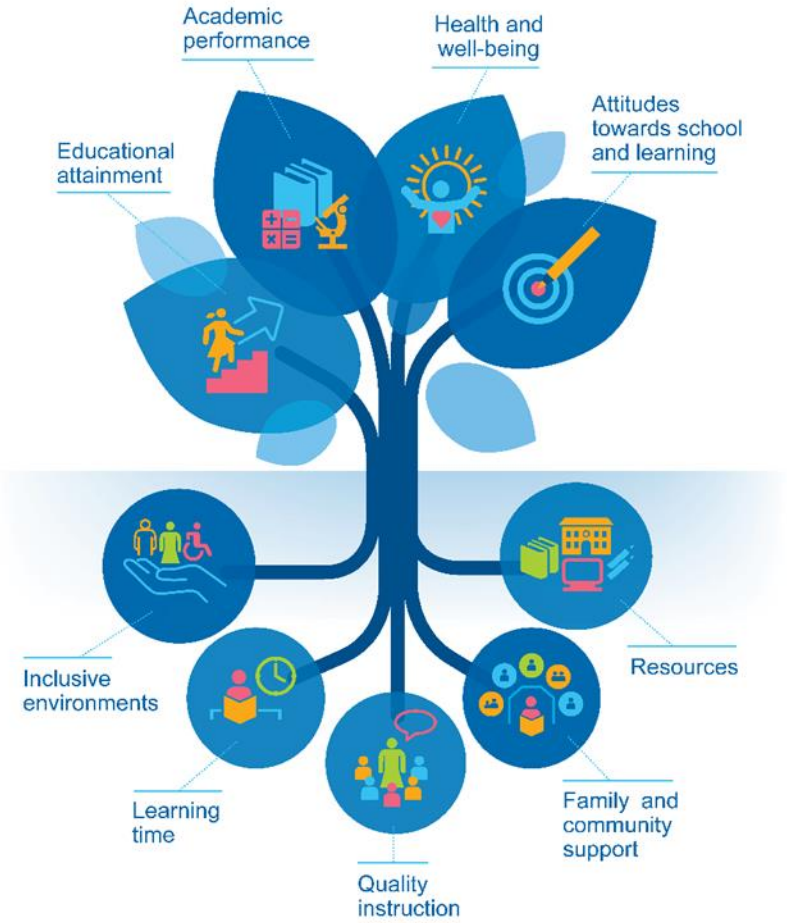 Academic
performance
Health and
well-being
Attitudes
towards school
and learning
Educational
attainment
Inclusive
environments
Resources
Learning
time
Family and
community
support
Quality
instruction